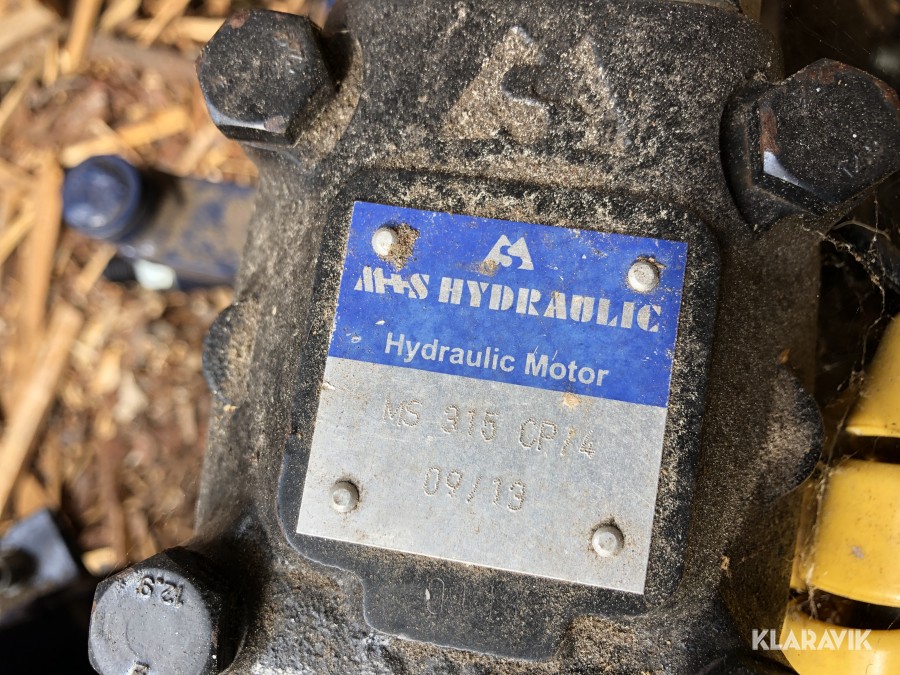 M+S HYDRAULIC
Hydraulic Motor
MS 315 CP/4
09/13
12.9
KLARAVIK